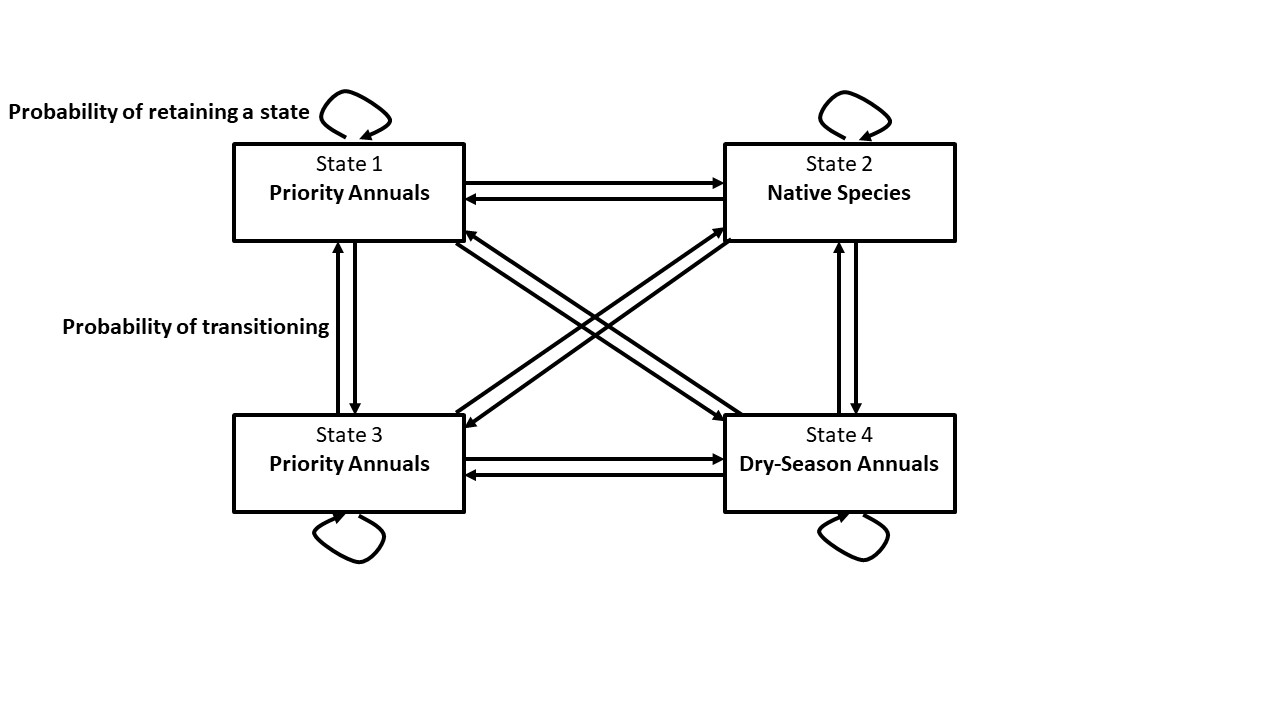 Probability of retaining a state
State 1
Priority Annuals
State 2
Native Species
Probability of transitioning
State 3
Priority Annuals
State 4
Dry-Season Annuals